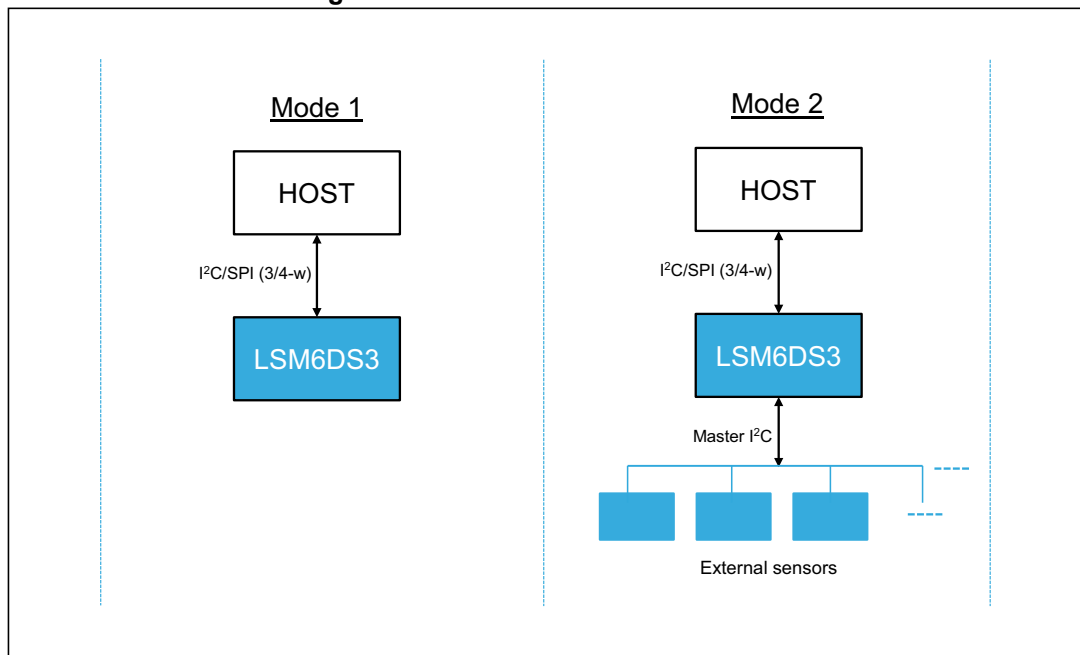 Mode 1
HOST
I²C/SPI (3/4-w)
LSM6DS3
Mode 2
HOST
I²C/SPI (3/4-w)
LSM6DS3
Master I²C
External sensors